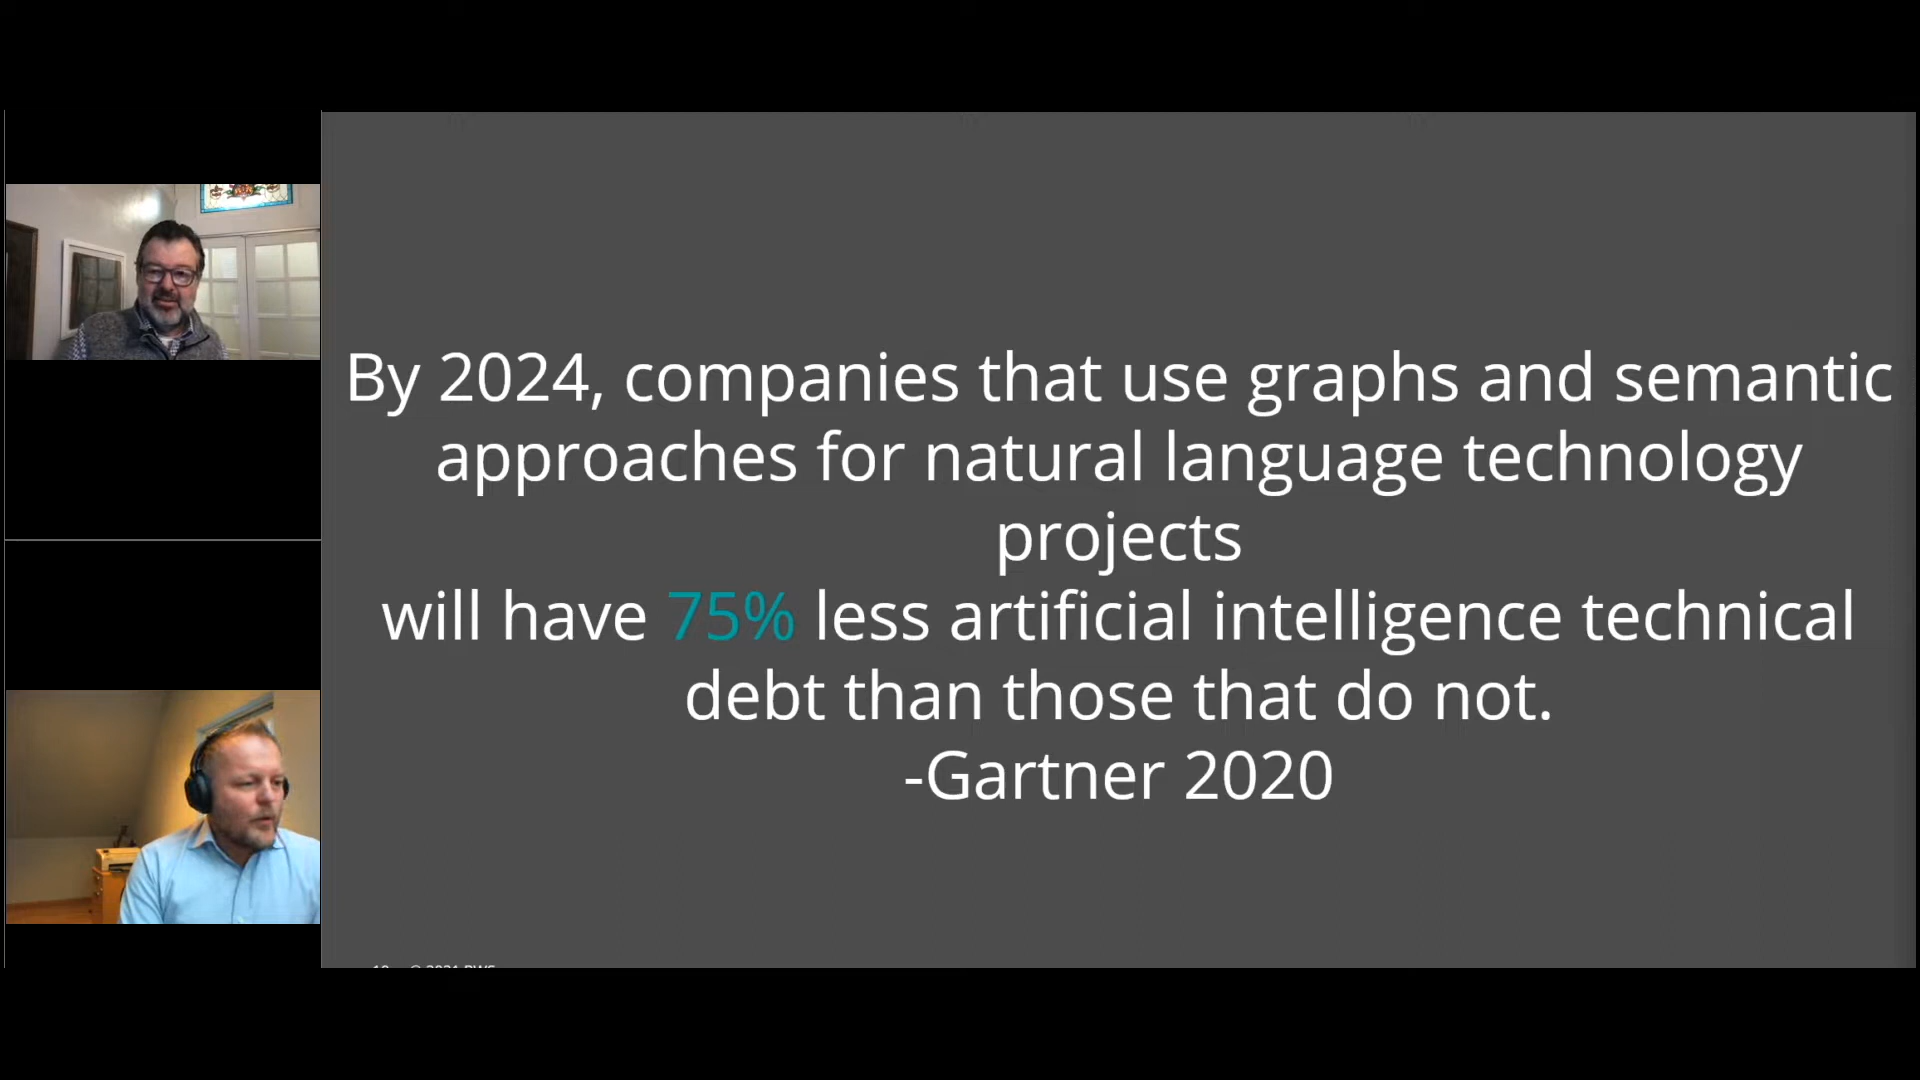 By 2024, companies that use graphs and semantic
approaches for natural language technology
projects
will have 75% less artificial intelligence technical
debt than those that do not.
-Gartner 2020